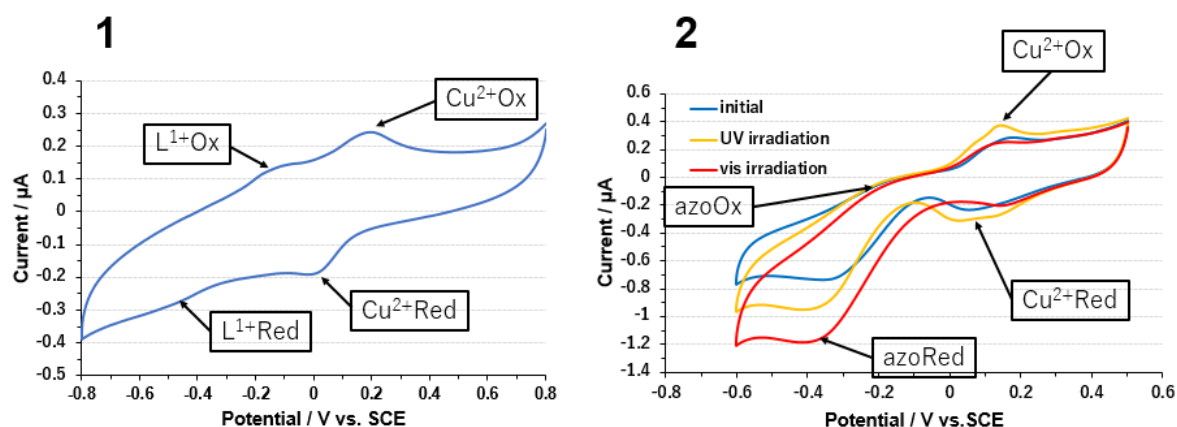 1
0.4
0.3
0.2
0.1
0
-0.1
-0.2
-0.3
-0.4
-0.5
Current / μA
L¹⁺Ox
Cu²⁺Ox
L¹⁺Red
Cu²⁺Red
-0.8 -0.6 -0.4 -0.2 0 0.2 0.4 0.6 0.8
Potential / V vs. SCE
2
0.6
0.4
0.2
0
-0.2
-0.4
-0.6
-0.8
-1
-1.2
-1.4
Current / μA
initial
UV irradiation
vis irradiation
Cu²⁺Ox
azoOx
Cu²⁺Red
azoRed
-0.8 -0.6 -0.4 -0.2 0 0.2 0.4 0.6
Potential / V vs.SCE